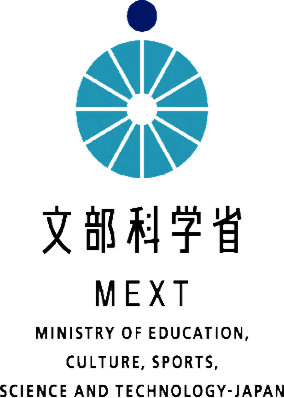 文部科学省
MEXT
MINISTRY OF EDUCATION,
CULTURE, SPORTS,
SCIENCE AND TECHNOLOGY-JAPAN